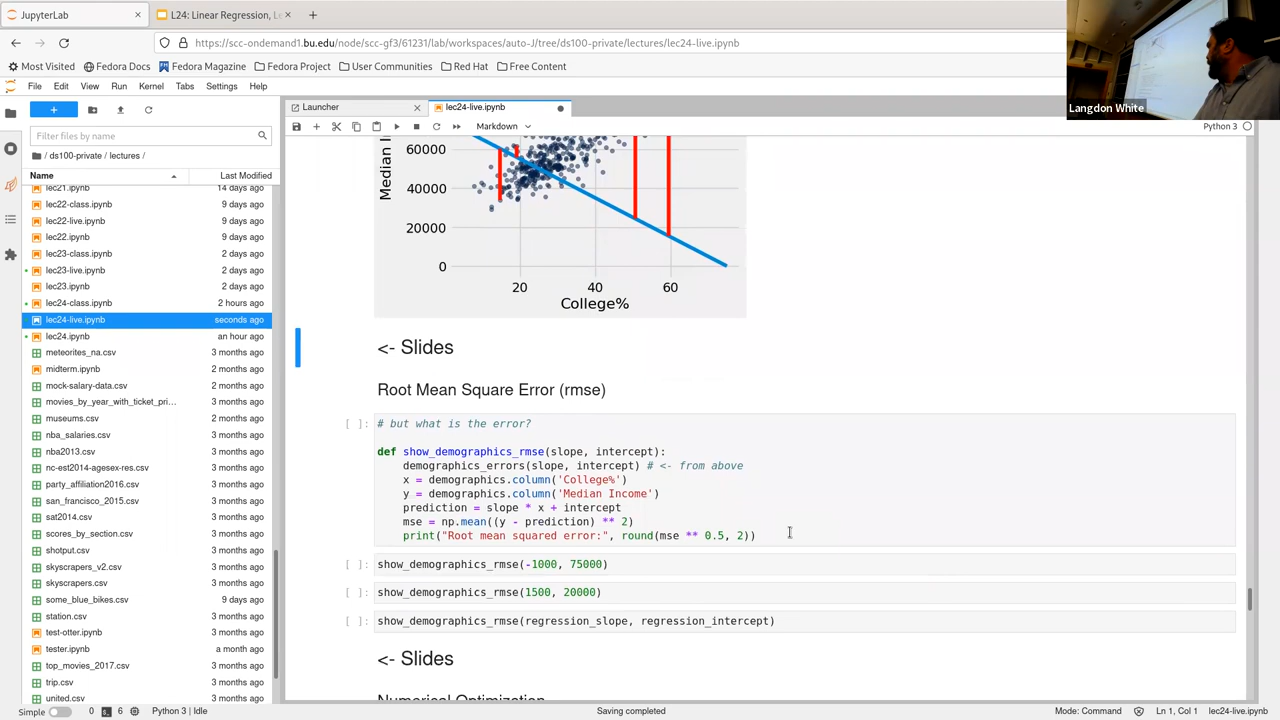 JupyterLab
L24: Linear Regression, Le
https://scc-ondemand1.bu.edu/node/scc-gf3/61231/lab/workspaces/auto-J/tree/ds100-private/lectures/lec24-live.ipynb
Most Visited
Fedora Docs
Fedora Magazine
Fedora Project
User Communities
Red Hat
Free Content
Langdon White
File Edit View Run Kernel Tabs Settings Help
Launcher
lec24-live.ipynb
Markdown
Python 3
Filter files by name
/ ds100-private / lectures /
Name Last Modified
lec21.ipynb 14 days ago
lec22-class.ipynb 9 days ago
lec22-live.ipynb 9 days ago
lec22.ipynb 9 days ago
lec23-class.ipynb 2 days ago
lec23-live.ipynb 2 days ago
lec23.ipynb 2 days ago
lec24-class.ipynb 2 hours ago
lec24-live.ipynb seconds ago
lec24.ipynb an hour ago
meteorites_na.csv 3 months ago
midterm.ipynb 2 months ago
mock-salary-data.csv 2 months ago
movies_by_year_with_ticket_pri... 3 months ago
museums.csv 2 months ago
nba_salaries.csv 3 months ago
nba2013.csv 3 months ago
nc-est2014-agesex-res.csv 3 months ago
party_affiliation2016.csv 3 months ago
san_francisco_2015.csv 3 months ago
sat2014.csv 3 months ago
scores_by_section.csv 3 months ago
shotput.csv 3 months ago
skyscrapers_v2.csv 3 months ago
skyscrapers.csv 3 months ago
some_blue_bikes.csv 9 days ago
station.csv 3 months ago
test-otter.ipynb 3 months ago
tester.ipynb a month ago
top_movies_2017.csv 3 months ago
trip.csv 3 months ago
united.csv 3 months ago
Median I
60000
40000
20000
0
20 40 60
College%
<- Slides
Root Mean Square Error (rmse)
[ ]: # but what is the error?
def show_demographics_rmse(slope, intercept):
demographics_errors(slope, intercept) # <- from above
x = demographics.column('College%')
y = demographics.column('Median Income')
prediction = slope * x + intercept
mse = np.mean((y - prediction) ** 2)
print("Root mean squared error:", round(mse ** 0.5, 2))
[ ]: show_demographics_rmse(-1000, 75000)
[ ]: show_demographics_rmse(1500, 20000)
[ ]: show_demographics_rmse(regression_slope, regression_intercept)
<- Slides
Numerical Optimization
Simple 0 6 Python 3 | Idle Saving completed Mode: Command Ln 1, Col 1 lec24-live.ipynb